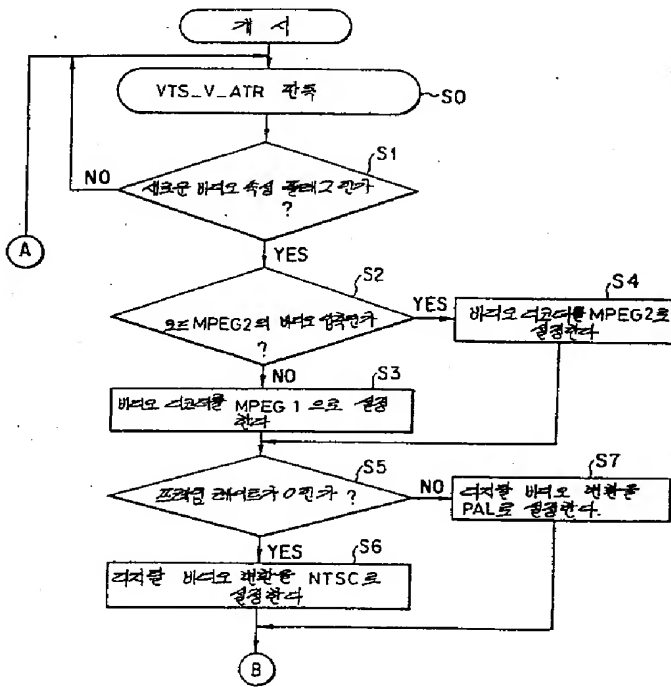 개시
VTS_V_ATR 판독
S0
S1
새로운 비디오 속성 플래그인가
?
NO
A
YES
S2
모드 MPEG2의 비디오 압축인가
?
YES
S4
비디오 디코더를 MPEG2로
설정한다
NO
S3
비디오 디코더를 MPEG 1 으로 설정
한다
S5
프레임 레이트가 0인가 ?
NO
S7
디지탈 비디오 변환을
PAL로 설정한다.
YES
S6
디지탈 비디오 변환을 NTSC로
설정한다
B